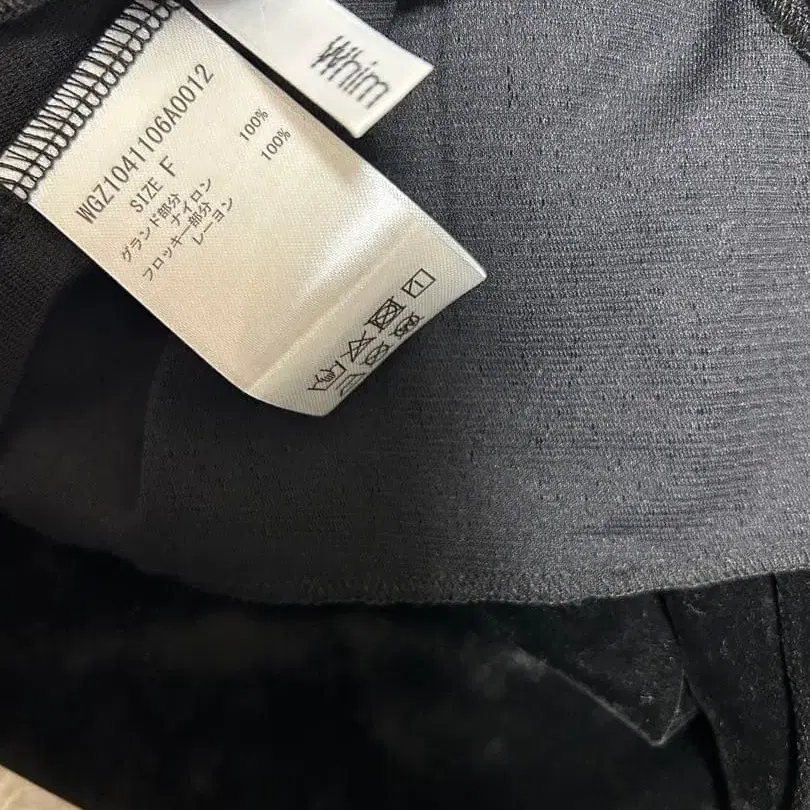 Whim
WGZ1041106A0012
SIZE F
グランド部分
ナイロン 100%
フロッキー部分
レーヨン 100%